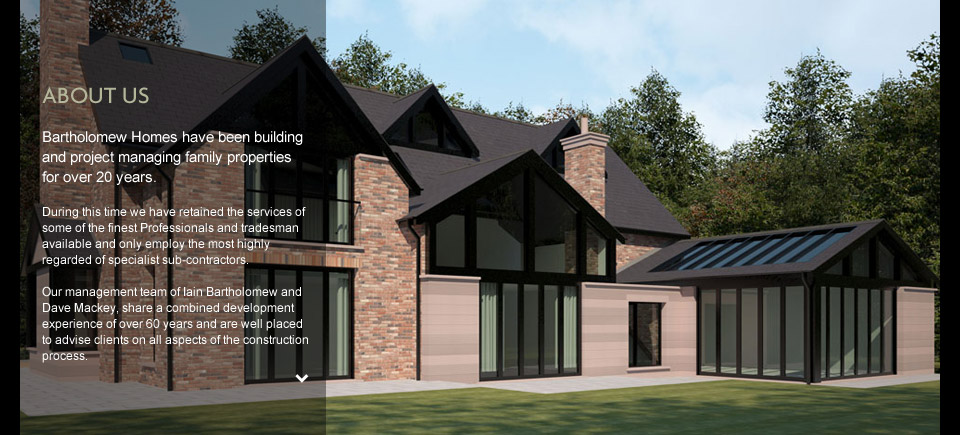 ABOUT US
Bartholomew Homes have been building
and project managing family properties
for over 20 years.
During this time we have retained the services of
some of the finest Professionals and tradesman
available and only employ the most highly
regarded of specialist sub-contractors.
Our management team of Iain Bartholomew and
Dave Mackey, share a combined development
experience of over 60 years and are well placed
to advise clients on all aspects of the construction
process.